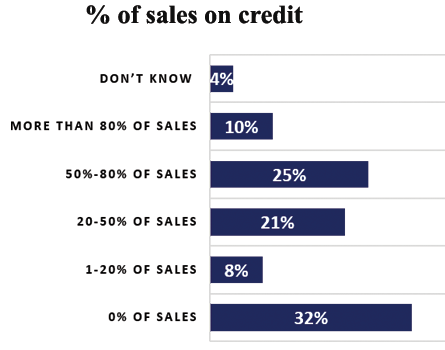 % of sales on credit
DON'T KNOW 4%
MORE THAN 80% OF SALES 10%
50%-80% OF SALES 25%
20-50% OF SALES 21%
1-20% OF SALES 8%
0% OF SALES 32%